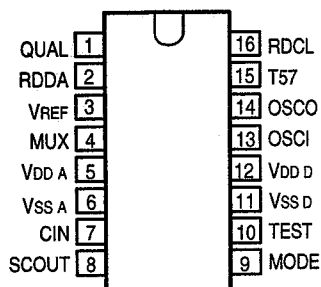 QUAL 1 16 RDCL
RDDA 2 15 T57
VREF 3 14 OSCO
MUX 4 13 OSCI
VDD A 5 12 VDD D
VSS A 6 11 VSS D
CIN 7 10 TEST
SCOUT 8 9 MODE